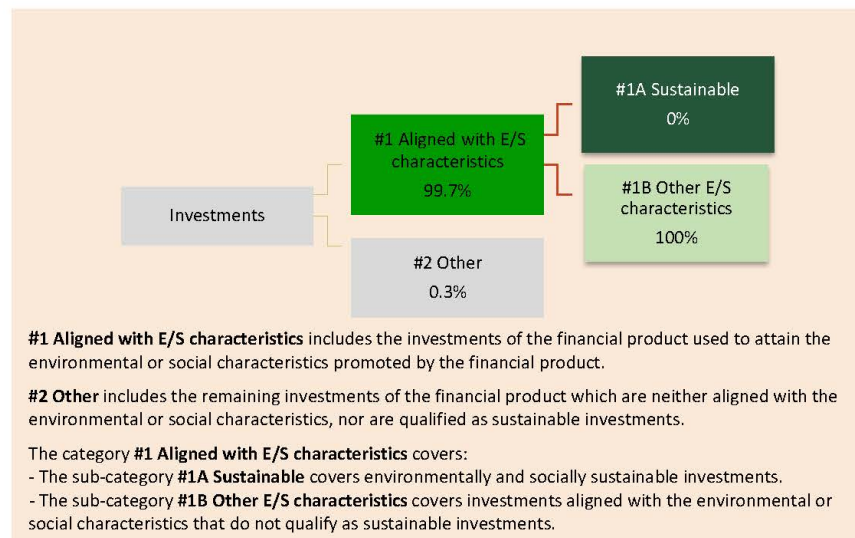 #1A Sustainable
0%
#1 Aligned with E/S
characteristics
99.7%
#1B Other E/S
characteristics
100%
Investments
#2 Other
0.3%
#1 Aligned with E/S characteristics includes the investments of the financial product used to attain the
environmental or social characteristics promoted by the financial product.
#2 Other includes the remaining investments of the financial product which are neither aligned with the
environmental or social characteristics, nor are qualified as sustainable investments.
The category #1 Aligned with E/S characteristics covers:
- The sub-category #1A Sustainable covers environmentally and socially sustainable investments.
- The sub-category #1B Other E/S characteristics covers investments aligned with the environmental or
social characteristics that do not qualify as sustainable investments.